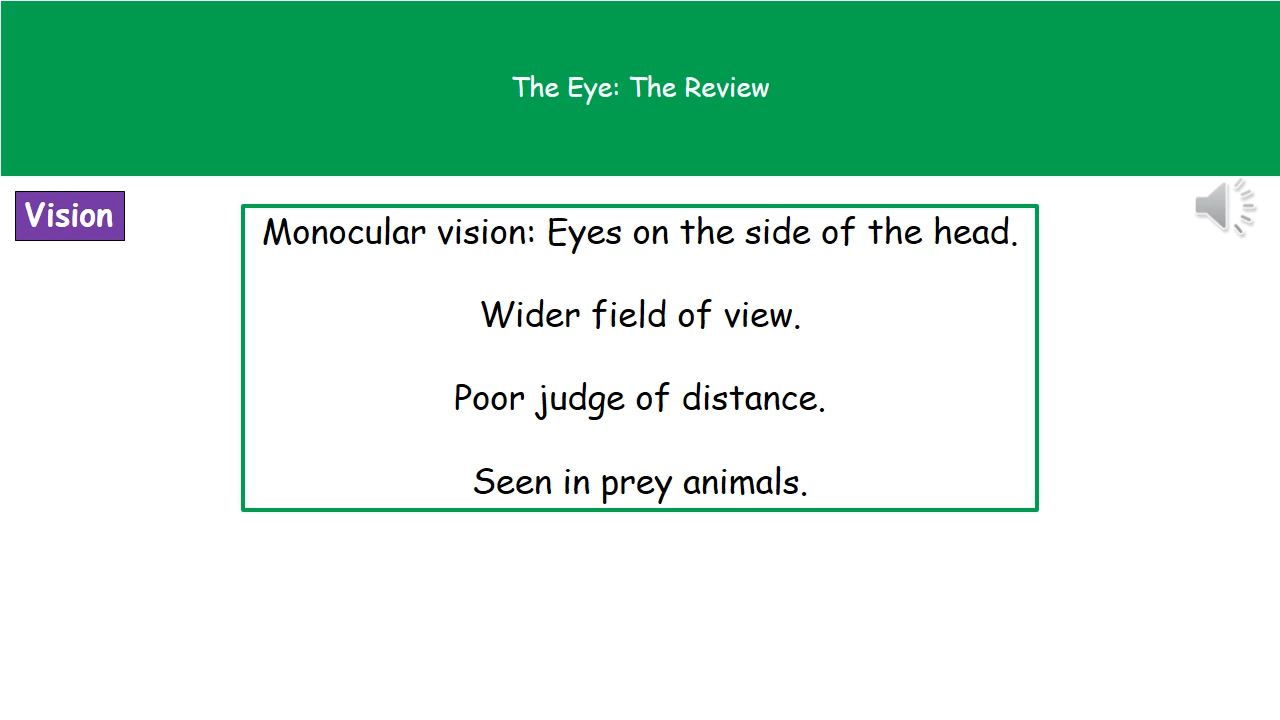 The Eye: The Review
Vision
Monocular vision: Eyes on the side of the head.
Wider field of view.
Poor judge of distance.
Seen in prey animals.